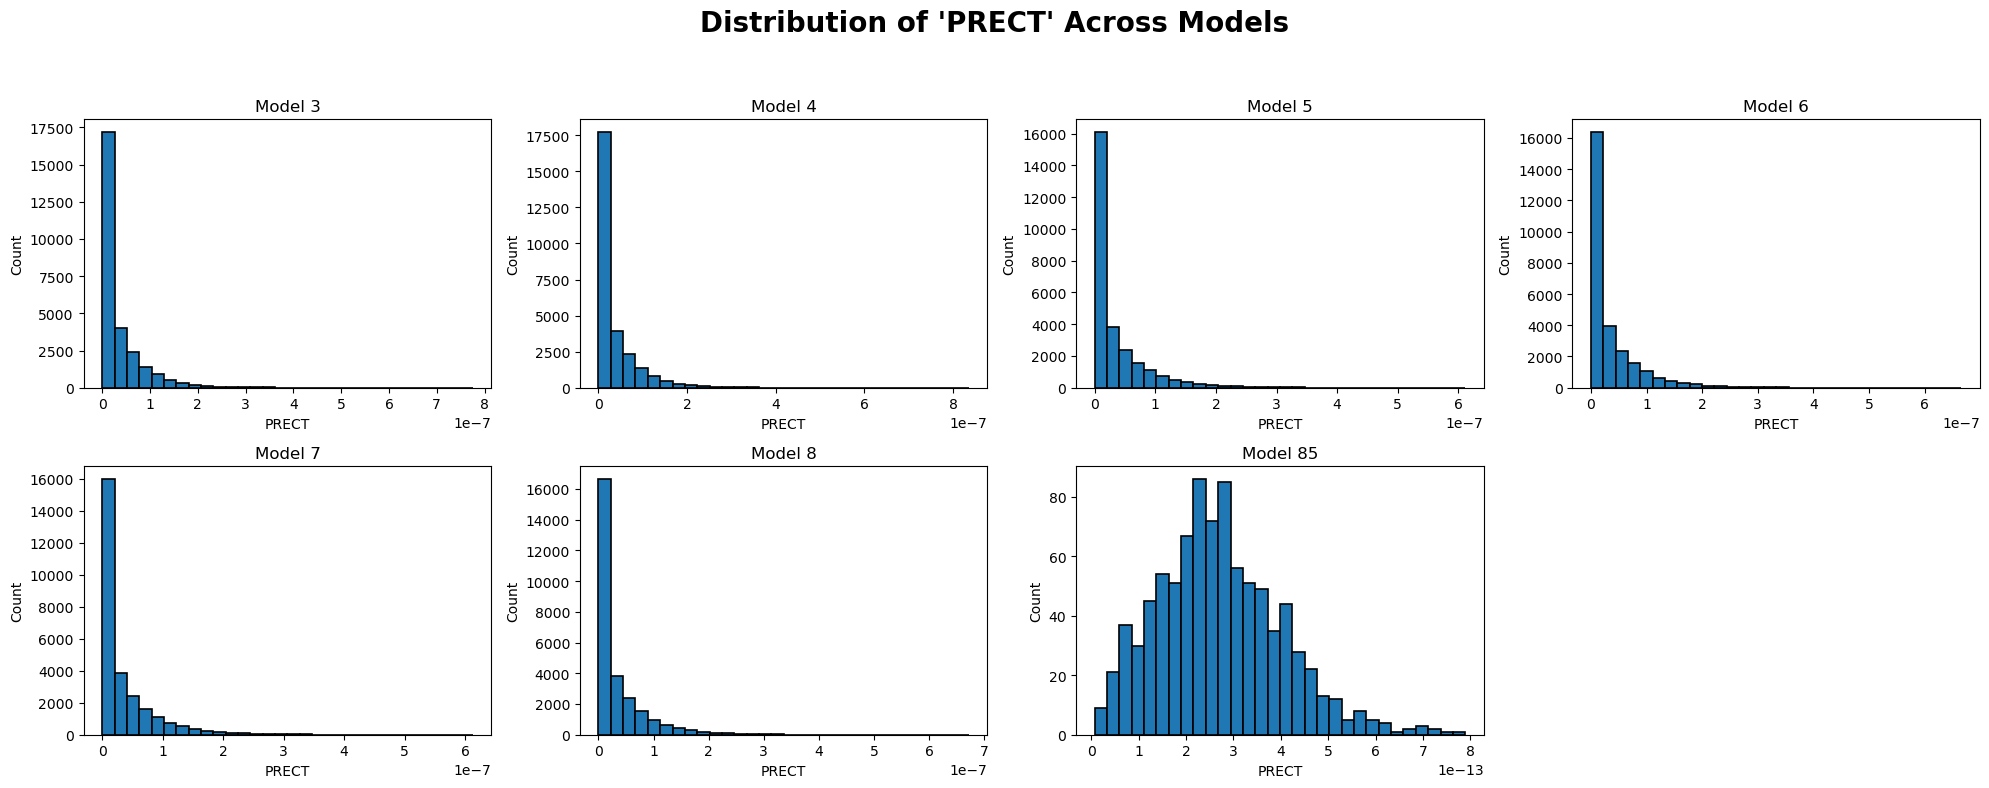 Distribution of 'PRECT' Across Models
Model 3
17500
15000
12500
10000
7500
5000
2500
0
Count
0 1 2 3 4 5 6 7 8
PRECT
1e−7
Model 4
17500
15000
12500
10000
7500
5000
2500
0
Count
0 2 4 6 8
PRECT
1e−7
Model 5
16000
14000
12000
10000
8000
6000
4000
2000
0
Count
0 1 2 3 4 5 6
PRECT
1e−7
Model 6
16000
14000
12000
10000
8000
6000
4000
2000
0
Count
0 1 2 3 4 5 6
PRECT
1e−7
Model 7
16000
14000
12000
10000
8000
6000
4000
2000
0
Count
0 1 2 3 4 5 6
PRECT
1e−7
Model 8
16000
14000
12000
10000
8000
6000
4000
2000
0
Count
0 1 2 3 4 5 6 7
PRECT
1e−7
Model 85
80
60
40
20
0
Count
0 1 2 3 4 5 6 7 8
PRECT
1e−13